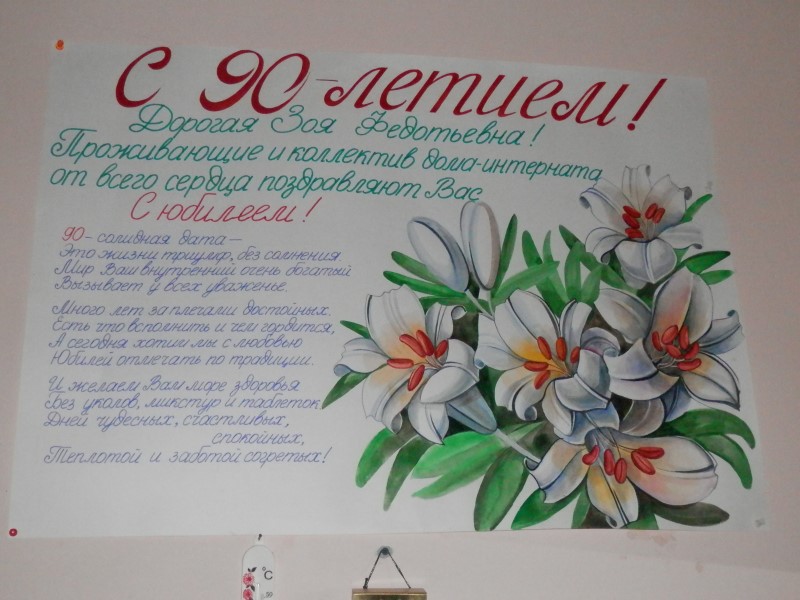 С 90-летием!
Дорогая Зоя Федотьевна!
Проживающие и коллектив дома-интерната
от всего сердца поздравляют Вас
С юбилеем!
90 - солидная дата -
Это жизни триумф, без сомнения.
Мир Ваш внутренний очень богатый
Вызывает у всех уваженье.
Много лет за плечами достойных.
Есть что вспомнить и чем гордится,
А сегодня хотим мы с любовью
Юбилей отмечать по традиции.
И желаем Вам море здоровья
Без уколов, микстур и таблеток.
Дней чудесных, счастливых,
спокойных,
Теплотой и заботой согретых!
°C
50